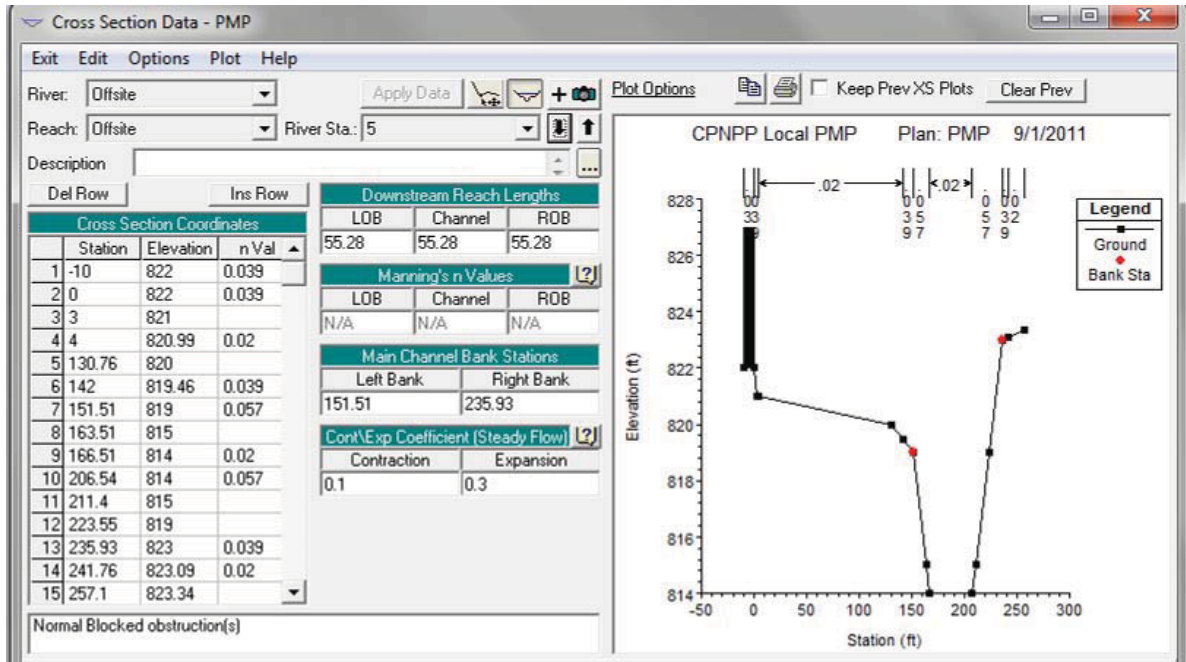 Cross Section Data - PMP
Exit Edit Options Plot Help
River: Offsite Apply Data
Reach: Offsite River Sta.: 5
Description ...
Del Row Ins Row
Cross Section Coordinates
Station Elevation n Val
1 -10 822 0.039
2 0 822 0.039
3 3 821
4 4 820.99 0.02
5 130.76 820
6 142 819.46 0.039
7 151.51 819 0.057
8 163.51 815
9 166.51 814 0.02
10 206.54 814 0.057
11 211.4 815
12 223.55 819
13 235.93 823 0.039
14 241.76 823.09 0.02
15 257.1 823.34
Downstream Reach Lengths
LOB Channel ROB
55.28 55.28 55.28
Manning's n Values
LOB Channel ROB
N/A N/A N/A
Main Channel Bank Stations
Left Bank Right Bank
151.51 235.93
Cont\Exp Coefficient (Steady Flow)
Contraction Expansion
0.1 0.3
Normal Blocked obstruction(s)
Plot Options Keep Prev XS Plots Clear Prev
CPNPP Local PMP Plan: PMP 9/1/2011
.02 .02
Legend
Ground
Bank Sta
Elevation (ft)
828
826
824
822
820
818
816
814
-50 0 50 100 150 200 250 300
Station (ft)